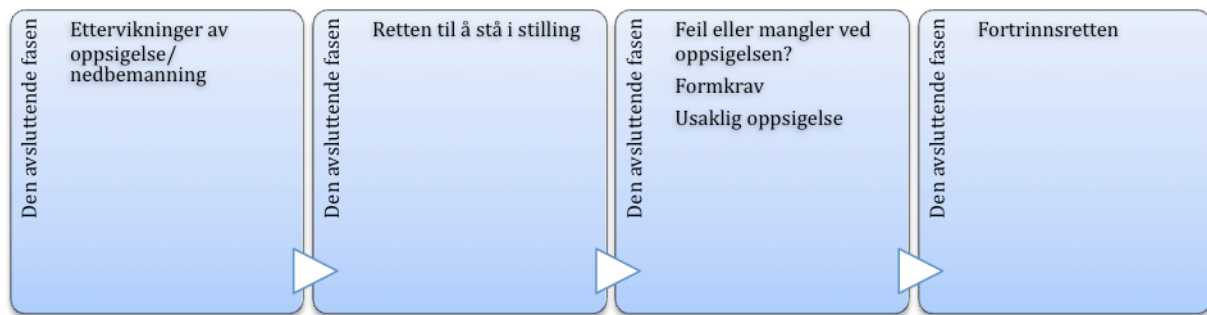 Den avsluttende fasen
Ettervikninger av
oppsigelse/
nedbemanning
Den avsluttende fasen
Retten til å stå i stilling
Den avsluttende fasen
Feil eller mangler ved
oppsigelsen?
Formkrav
Usaklig oppsigelse
Den avsluttende fasen
Fortrinnsretten